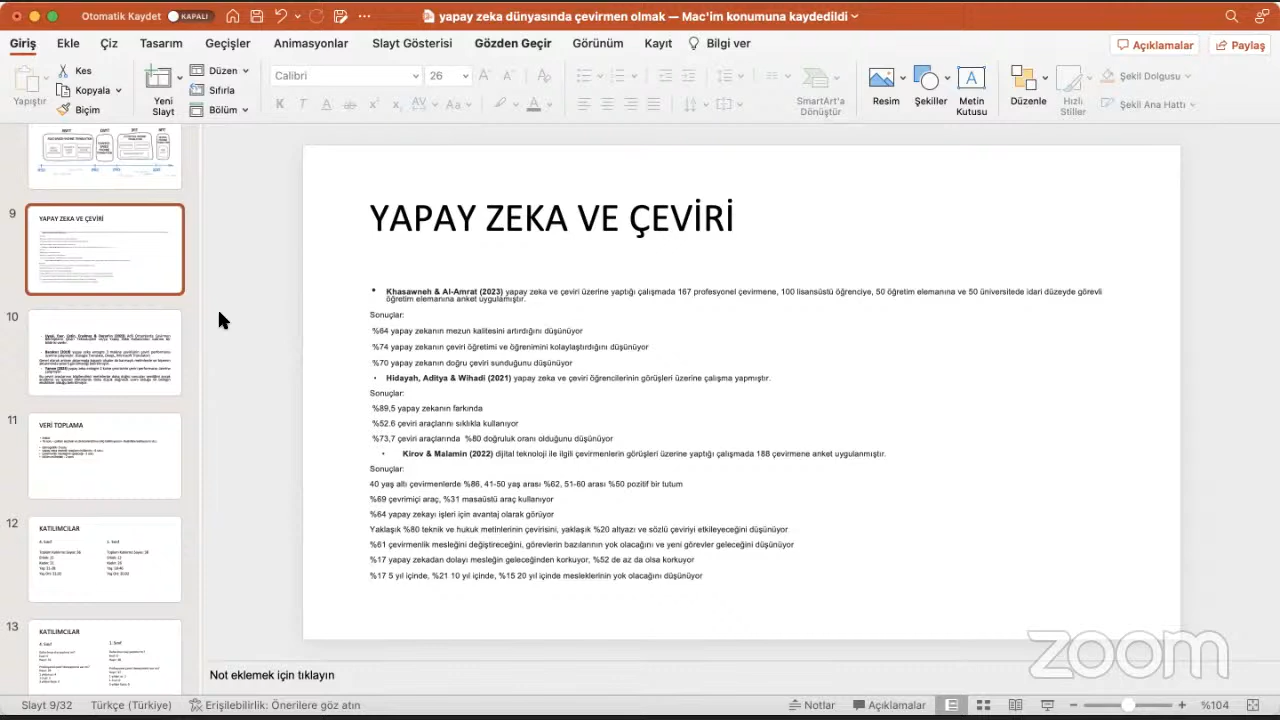 Otomatik Kaydet KAPALI
yapay zeka dünyasında çevirmen olmak — Mac'im konumuna kaydedildi
Giriş Ekle Çiz Tasarım Geçişler Animasyonlar Slayt Gösterisi Gözden Geçir Görünüm Kayıt Bilgi ver
Açıklamalar Paylaş
Yapıştır
Kes
Kopyala
Biçim
Yeni Slayt
Düzen
Sıfırla
Bölüm
Calibri 26
SmartArt'a Dönüştür
Resim
Şekiller
Metin Kutusu
Düzenle
Hızlı Stiller
Şekil Dolgusu
Şekil Ana Hattı
9
YAPAY ZEKA VE ÇEVİRİ
10
11
VERİ TOPLAMA
12
KATILIMCILAR
13
KATILIMCILAR
YAPAY ZEKA VE ÇEVİRİ
• Khasawneh & Al-Amrat (2023) yapay zeka ve çeviri üzerine yaptığı çalışmada 167 profesyonel çevirmene, 100 lisansüstü öğrenciye, 50 öğretim elemanına ve 50 üniversitede idari düzeyde görevli
öğretim elemanına anket uygulamıştır.
Sonuçlar:
%64 yapay zekanın mezun kalitesini artırdığını düşünüyor
%74 yapay zekanın çeviri öğretimi ve öğrenimini kolaylaştırdığını düşünüyor
%70 yapay zekanın doğru çeviri sunduğunu düşünüyor
• Hidayah, Aditya & Wihadi (2021) yapay zeka ve çeviri öğrencilerinin görüşleri üzerine çalışma yapmıştır.
Sonuçlar:
%89,5 yapay zekanın farkında
%52.6 çeviri araçlarını sıklıkla kullanıyor
%73,7 çeviri araçlarında %80 doğruluk oranı olduğunu düşünüyor
• Kirov & Malamin (2022) dijital teknoloji ile ilgili çevirmenlerin görüşleri üzerine yaptığı çalışmada 188 çevirmene anket uygulanmıştır.
Sonuçlar:
40 yaş altı çevirmenlerde %86, 41-50 yaş arası %62, 51-60 arası %50 pozitif bir tutum
%69 çevrimiçi araç, %31 masaüstü araç kullanıyor
%64 yapay zekayı işleri için avantaj olarak görüyor
Yaklaşık %80 teknik ve hukuk metinlerinin çevirisini, yaklaşık %20 altyazı ve sözlü çeviriyi etkileyeceğini düşünüyor
%61 çevirmenlik mesleğini değiştireceğini, görevlerin bazılarının yok olacağını ve yeni görevler geleceğini düşünüyor
%17 yapay zekadan dolayı mesleğin geleceğinden korkuyor, %52 de az da olsa korkuyor
%17 5 yıl içinde, %21 10 yıl içinde, %15 20 yıl içinde mesleklerinin yok olacağını düşünüyor
zoom
Not eklemek için tıklayın
Slayt 9/32 Türkçe (Türkiye) Erişilebilirlik: Önerilere göz atın Notlar Açıklamalar %104